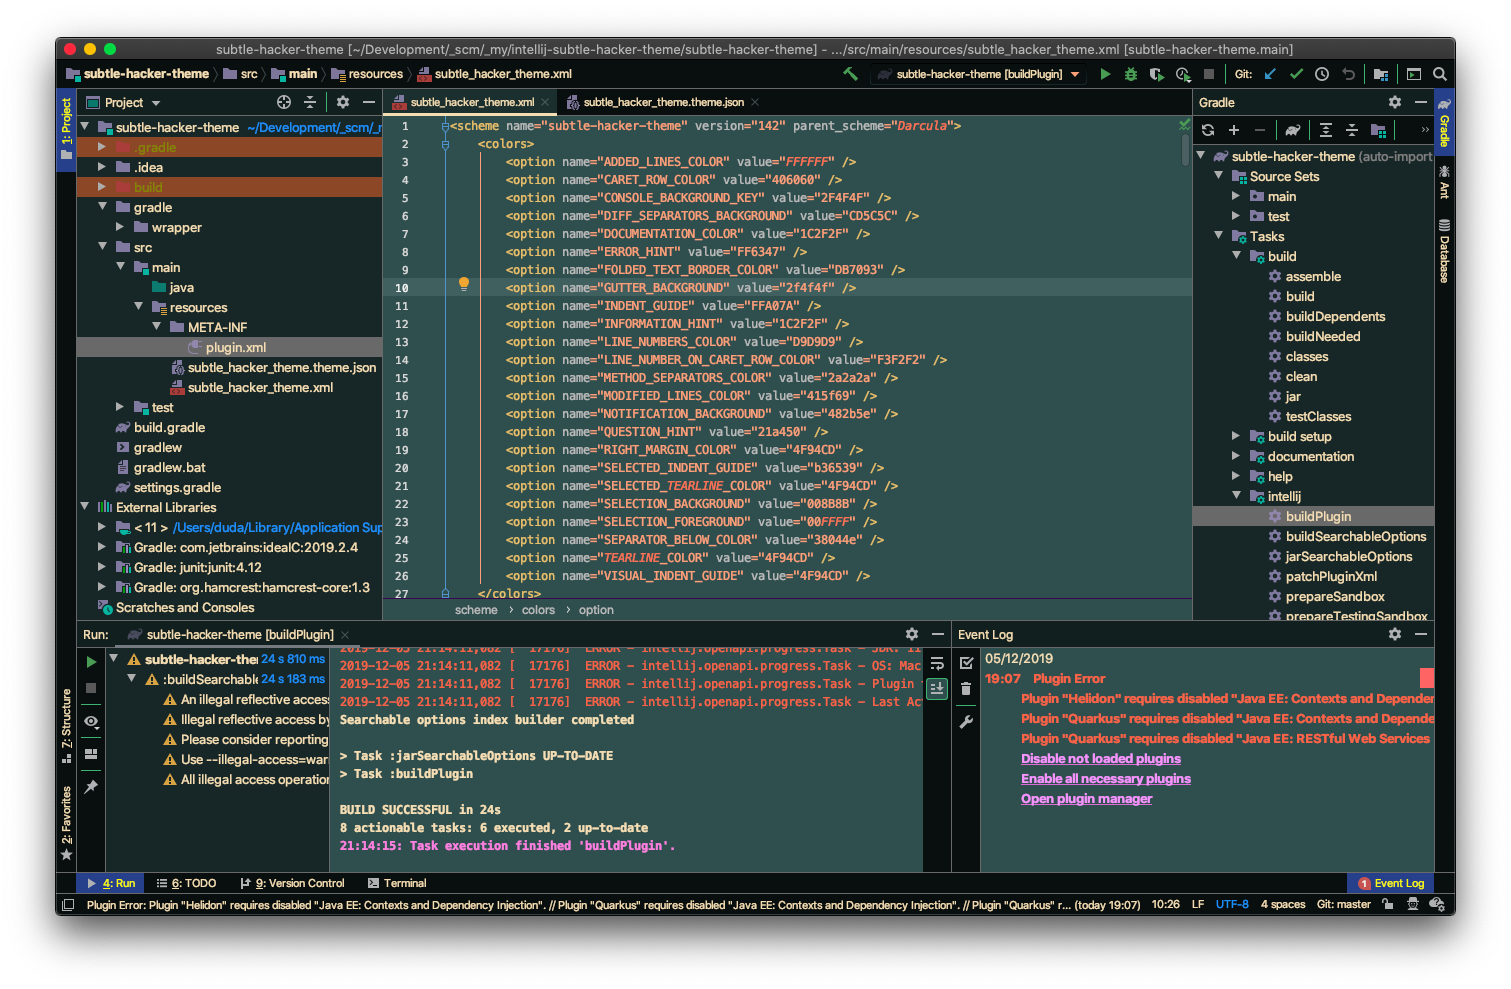 subtle-hacker-theme [~/Development/_scm/_my/intellij-subtle-hacker-theme/subtle-hacker-theme] - .../src/main/resources/subtle_hacker_theme.xml [subtle-hacker-theme.main]
subtle-hacker-theme src main resources subtle_hacker_theme.xml
subtle-hacker-theme [buildPlugin]
Git:
1: Project
Project
subtle-hacker-theme ~/Development/_scm/_r
.gradle
.idea
build
gradle
wrapper
src
main
java
resources
META-INF
plugin.xml
subtle_hacker_theme.theme.json
subtle_hacker_theme.xml
test
build.gradle
gradlew
gradlew.bat
settings.gradle
External Libraries
< 11 > /Users/duda/Library/Application Sup
Gradle: com.jetbrains:ideaIC:2019.2.4
Gradle: junit:junit:4.12
Gradle: org.hamcrest:hamcrest-core:1.3
Scratches and Consoles
subtle_hacker_theme.xml
subtle_hacker_theme.theme.json
1 <scheme name="subtle-hacker-theme" version="142" parent_scheme="Darcula">
2 <colors>
3 <option name="ADDED_LINES_COLOR" value="FFFFFF" />
4 <option name="CARET_ROW_COLOR" value="406060" />
5 <option name="CONSOLE_BACKGROUND_KEY" value="2F4F4F" />
6 <option name="DIFF_SEPARATORS_BACKGROUND" value="CD5C5C" />
7 <option name="DOCUMENTATION_COLOR" value="1C2F2F" />
8 <option name="ERROR_HINT" value="FF6347" />
9 <option name="FOLDED_TEXT_BORDER_COLOR" value="DB7093" />
10 <option name="GUTTER_BACKGROUND" value="2f4f4f" />
11 <option name="INDENT_GUIDE" value="FFA07A" />
12 <option name="INFORMATION_HINT" value="1C2F2F" />
13 <option name="LINE_NUMBERS_COLOR" value="D9D9D9" />
14 <option name="LINE_NUMBER_ON_CARET_ROW_COLOR" value="F3F2F2" />
15 <option name="METHOD_SEPARATORS_COLOR" value="2a2a2a" />
16 <option name="MODIFIED_LINES_COLOR" value="415f69" />
17 <option name="NOTIFICATION_BACKGROUND" value="482b5e" />
18 <option name="QUESTION_HINT" value="21a450" />
19 <option name="RIGHT_MARGIN_COLOR" value="4F94CD" />
20 <option name="SELECTED_INDENT_GUIDE" value="b36539" />
21 <option name="SELECTED_TEARLINE_COLOR" value="4F94CD" />
22 <option name="SELECTION_BACKGROUND" value="008B8B" />
23 <option name="SELECTION_FOREGROUND" value="00FFFF" />
24 <option name="SEPARATOR_BELOW_COLOR" value="38044e" />
25 <option name="TEARLINE_COLOR" value="4F94CD" />
26 <option name="VISUAL_INDENT_GUIDE" value="4F94CD" />
27 </colors>
scheme › colors › option
Gradle
subtle-hacker-theme (auto-import
Source Sets
main
test
Tasks
build
assemble
build
buildDependents
buildNeeded
classes
clean
jar
testClasses
build setup
documentation
help
intellij
buildPlugin
buildSearchableOptions
jarSearchableOptions
patchPluginXml
prepareSandbox
prepareTestingSandbox
Gradle
Ant
Database
Run: subtle-hacker-theme [buildPlugin]
subtle-hacker-the 24 s 810 ms
:buildSearchable 24 s 183 ms
An illegal reflective access
Illegal reflective access by
Please consider reporting
Use --illegal-access=war
All illegal access operatio
2019-12-05 21:14:11,082 [ 17176] ERROR - intellij.openapi.progress.Task - JDK: 11
2019-12-05 21:14:11,082 [ 17176] ERROR - intellij.openapi.progress.Task - OS: Mac
2019-12-05 21:14:11,082 [ 17176] ERROR - intellij.openapi.progress.Task - Plugin
2019-12-05 21:14:11,082 [ 17176] ERROR - intellij.openapi.progress.Task - Last Ac
Searchable options index builder completed
> Task :jarSearchableOptions UP-TO-DATE
> Task :buildPlugin
BUILD SUCCESSFUL in 24s
8 actionable tasks: 6 executed, 2 up-to-date
21:14:15: Task execution finished 'buildPlugin'.
Event Log
05/12/2019
19:07 Plugin Error
Plugin "Helidon" requires disabled "Java EE: Contexts and Depender
Plugin "Quarkus" requires disabled "Java EE: Contexts and Depende
Plugin "Quarkus" requires disabled "Java EE: RESTful Web Services
Disable not loaded plugins
Enable all necessary plugins
Open plugin manager
Z: Structure
2: Favorites
4: Run 6: TODO 9: Version Control Terminal
1 Event Log
Plugin Error: Plugin "Helidon" requires disabled "Java EE: Contexts and Dependency Injection". // Plugin "Quarkus" requires disabled "Java EE: Contexts and Dependency Injection". // Plugin "Quarkus" r... (today 19:07) 10:26 LF UTF-8 4 spaces Git: master